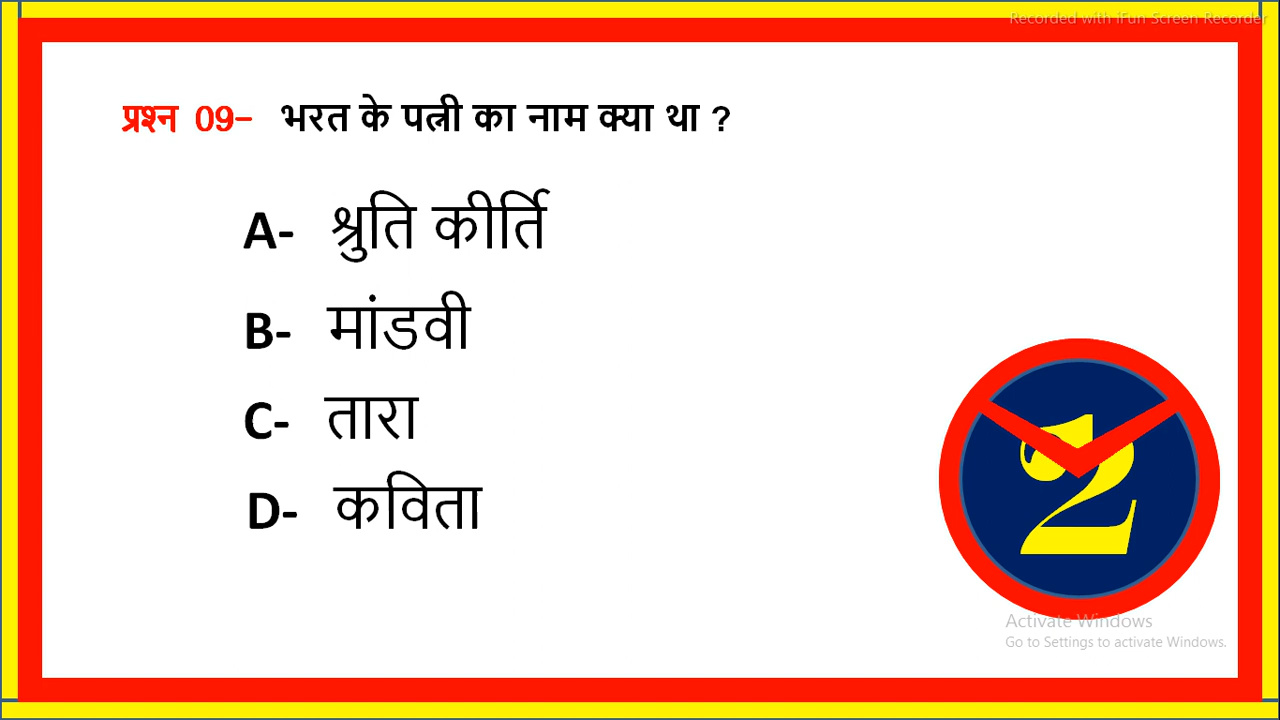 Recorded with iFun Screen Recorder
प्रश्न 09- भरत के पत्नी का नाम क्या था ?
A- श्रुति कीर्ति
B- मांडवी
C- तारा
D- कविता
2
Activate Windows
Go to Settings to activate Windows.